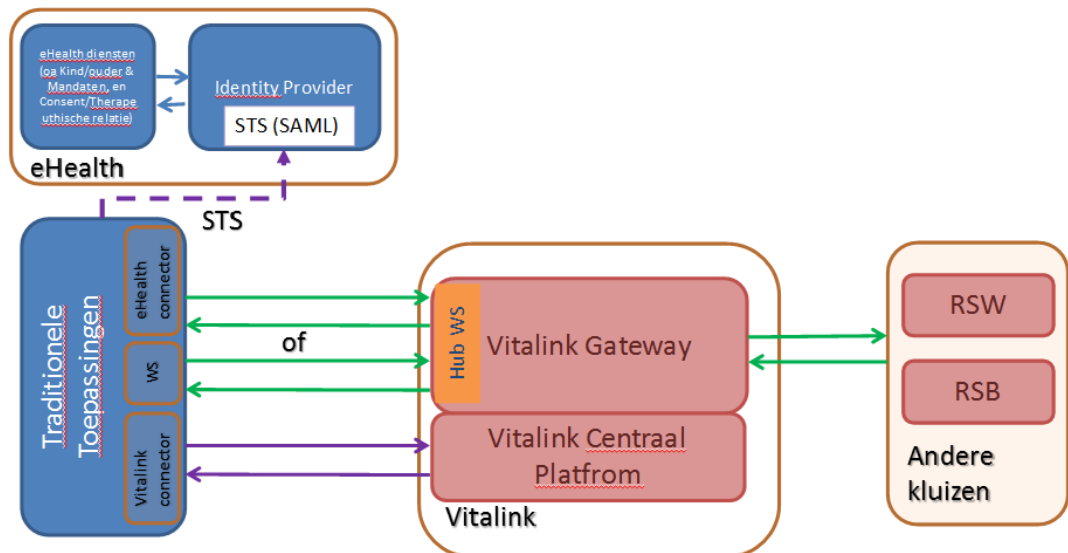 eHealth diensten
(oa Kind/ouder &
Mandaten, en
Consent/Therape
uthische relatie)
Identity Provider
STS (SAML)
eHealth
STS
Traditionele
Toepassingen
eHealth
connector
WS
Vitalink
connector
of
Hub WS
Vitalink Gateway
Vitalink Centraal
Platfrom
Vitalink
RSW
RSB
Andere
kluizen